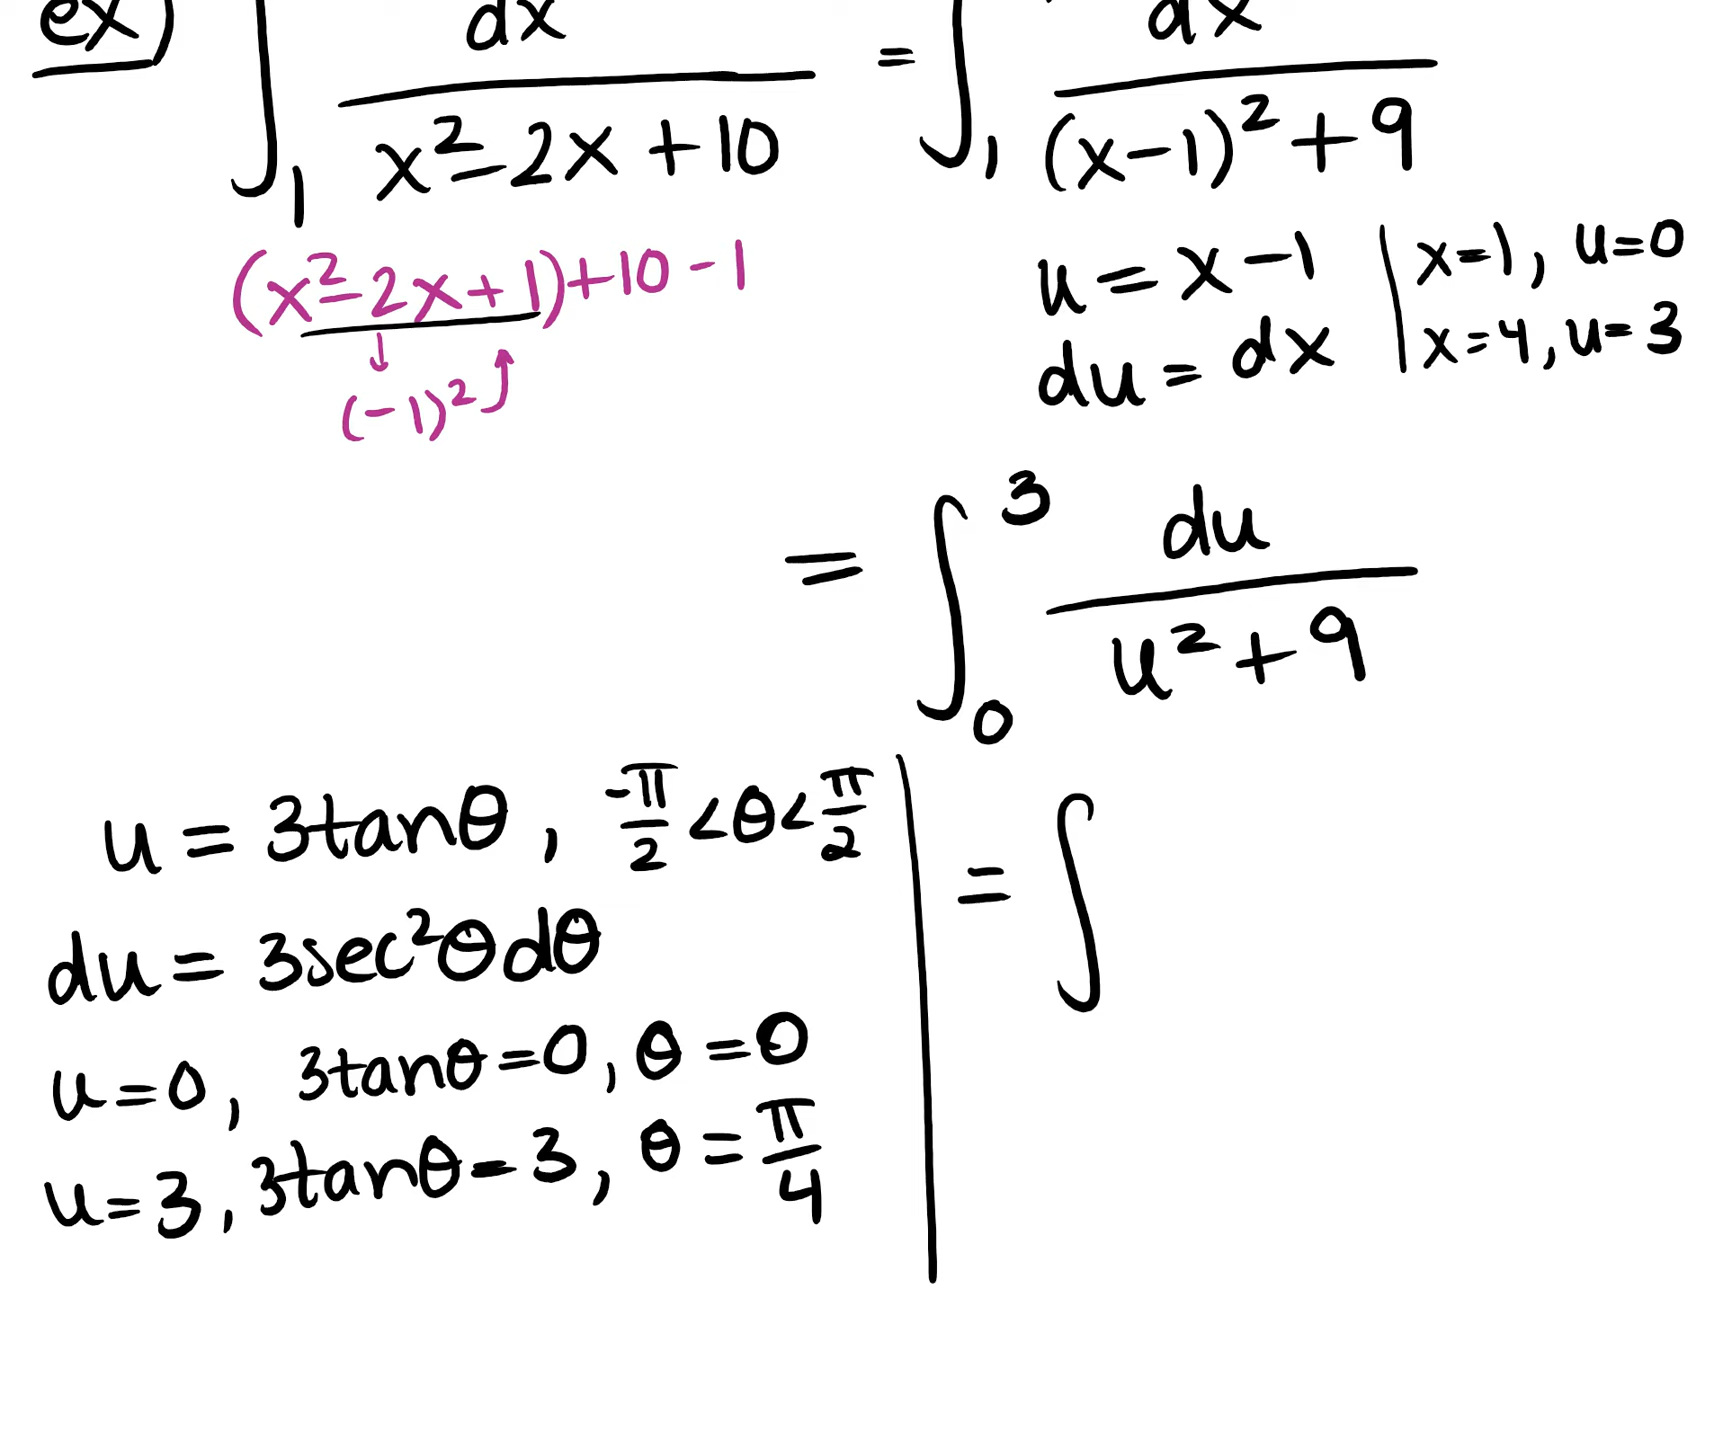 ex) ∫₁ dx / (x² - 2x + 10) = ∫₁ dx / ((x-1)² + 9)
(x² - 2x + 1) + 10 - 1
↓
(-1)² ↑
u = x - 1 | x = 1, u = 0
du = dx | x = 4, u = 3
= ∫₀³ du / (u² + 9)
u = 3tanθ, -π/2 < θ < π/2 | = ∫
du = 3sec²θdθ
u = 0, 3tanθ = 0, θ = 0
u = 3, 3tanθ = 3, θ = π/4